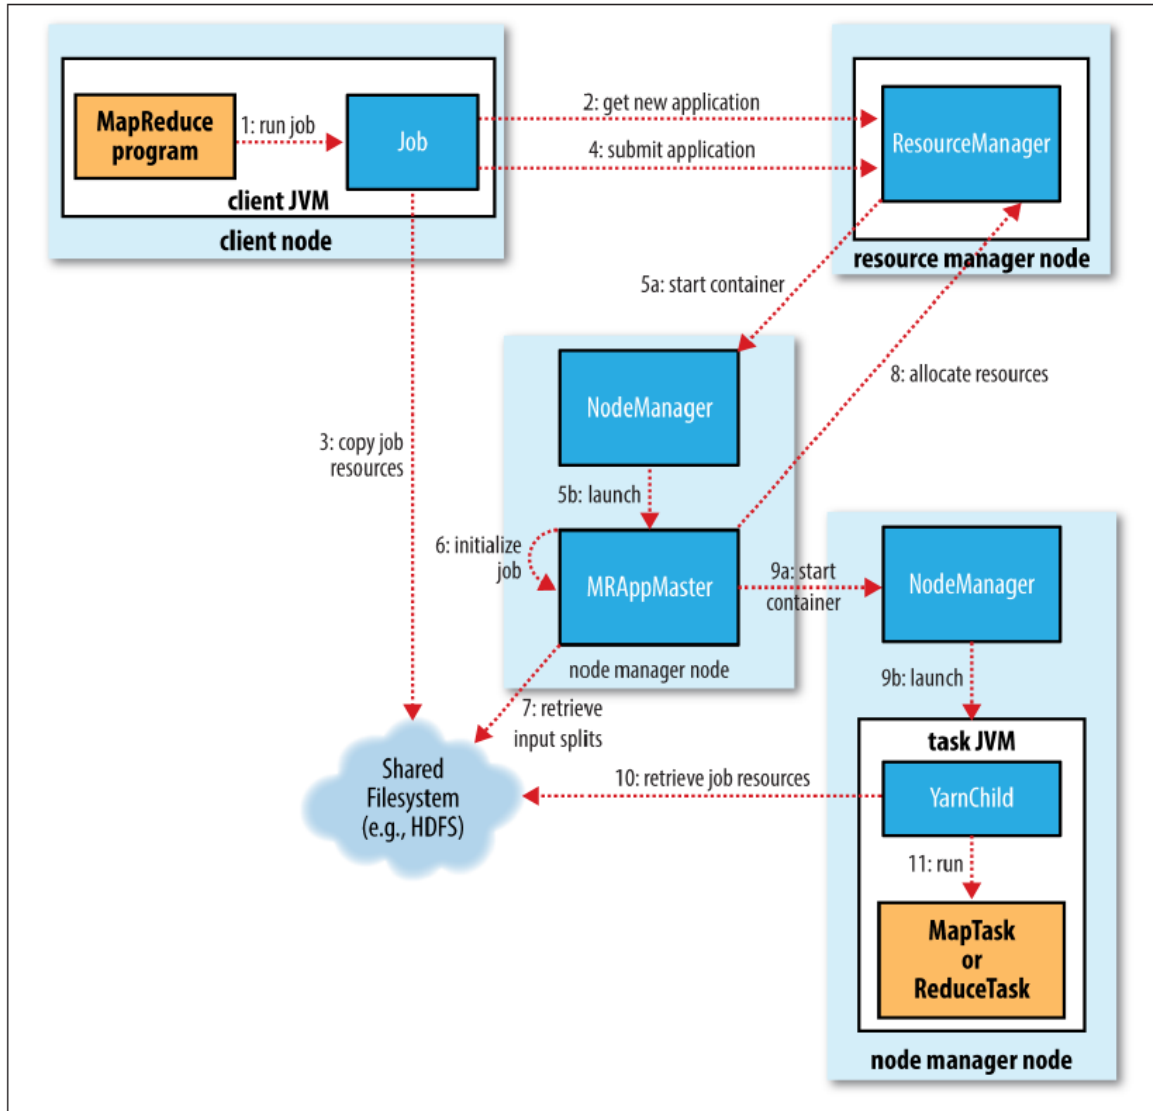 MapReduce
program
1: run job
Job
client JVM
client node
2: get new application
4: submit application
ResourceManager
resource manager node
5a: start container
8: allocate resources
3: copy job
resources
NodeManager
5b: launch
6: initialize
job
MRAppMaster
node manager node
9a: start
container
NodeManager
9b: launch
7: retrieve
input splits
Shared
Filesystem
(e.g., HDFS)
10: retrieve job resources
task JVM
YarnChild
11: run
MapTask
or
ReduceTask
node manager node